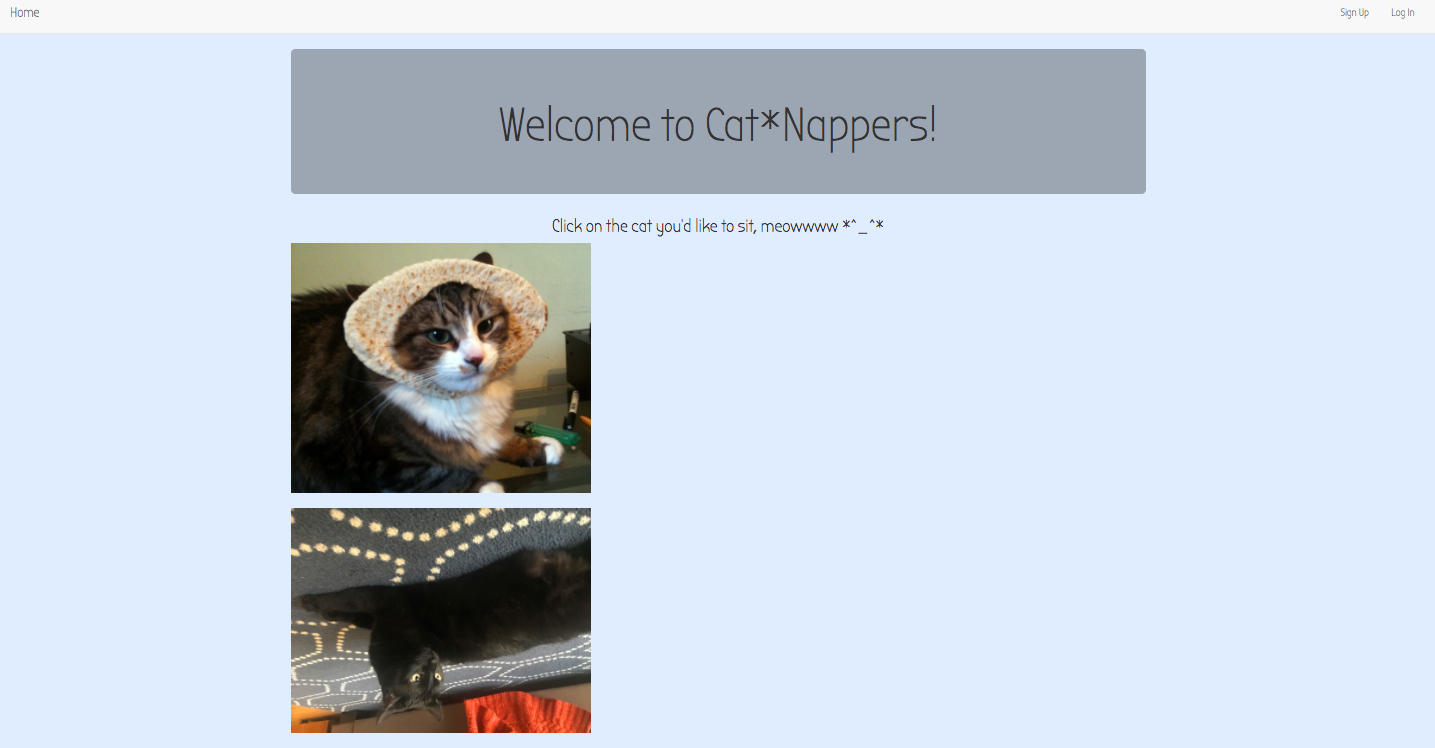 Home
Sign Up
Log In
Welcome to Cat*Nappers!
Click on the cat you'd like to sit, meowwww *^_^*